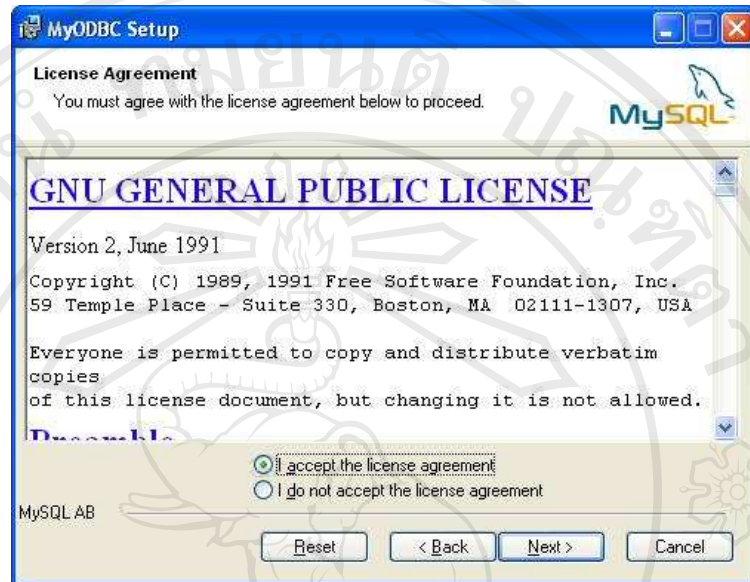 MyODBC Setup
License Agreement
You must agree with the license agreement below to proceed.
MySQL
GNU GENERAL PUBLIC LICENSE
Version 2, June 1991
Copyright (C) 1989, 1991 Free Software Foundation, Inc.
59 Temple Place - Suite 330, Boston, MA 02111-1307, USA
Everyone is permitted to copy and distribute verbatim
copies
of this license document, but changing it is not allowed.
Preamble
I accept the license agreement
I do not accept the license agreement
MySQL AB
Reset
< Back
Next >
Cancel